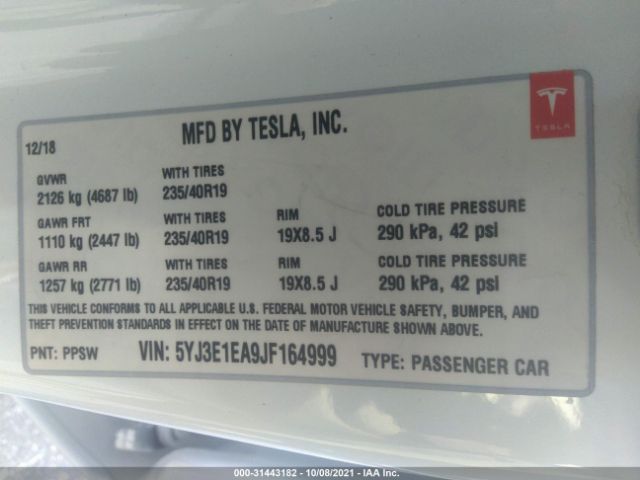 TESLA
12/18 MFD BY TESLA, INC.
GVWR WITH TIRES
2126 kg (4687 lb) 235/40R19
GAWR FRT WITH TIRES RIM COLD TIRE PRESSURE
1110 kg (2447 lb) 235/40R19 19X8.5 J 290 kPa, 42 psi
GAWR RR WITH TIRES RIM COLD TIRE PRESSURE
1257 kg (2771 lb) 235/40R19 19X8.5 J 290 kPa, 42 psi
THIS VEHICLE CONFORMS TO ALL APPLICABLE U.S. FEDERAL MOTOR VEHICLE SAFETY, BUMPER, AND
THEFT PREVENTION STANDARDS IN EFFECT ON THE DATE OF MANUFACTURE SHOWN ABOVE.
PNT: PPSW VIN: 5YJ3E1EA9JF164999 TYPE: PASSENGER CAR
000-31443182 - 10/08/2021 - IAA Inc.